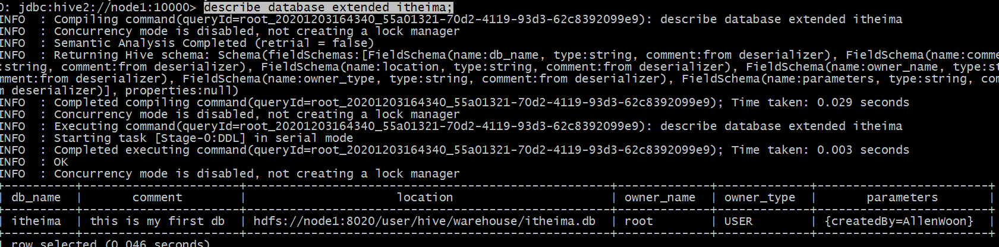 0: jdbc:hive2://node1:10000> describe database extended itheima;
INFO  : Compiling command(queryId=root_20201203164340_55a01321-70d2-4119-93d3-62c8392099e9): describe database extended itheima
INFO  : Concurrency mode is disabled, not creating a lock manager
INFO  : Semantic Analysis Completed (retrial = false)
INFO  : Returning Hive schema: Schema(fieldSchemas:[FieldSchema(name:db_name, type:string, comment:from deserializer), FieldSchema(name:comme
:string, comment:from deserializer), FieldSchema(name:location, type:string, comment:from deserializer), FieldSchema(name:owner_name, type:st
mment:from deserializer), FieldSchema(name:owner_type, type:string, comment:from deserializer), FieldSchema(name:parameters, type:string, com
m deserializer)], properties:null)
INFO  : Completed compiling command(queryId=root_20201203164340_55a01321-70d2-4119-93d3-62c8392099e9); Time taken: 0.029 seconds
INFO  : Concurrency mode is disabled, not creating a lock manager
INFO  : Executing command(queryId=root_20201203164340_55a01321-70d2-4119-93d3-62c8392099e9): describe database extended itheima
INFO  : Starting task [Stage-0:DDL] in serial mode
INFO  : Completed executing command(queryId=root_20201203164340_55a01321-70d2-4119-93d3-62c8392099e9); Time taken: 0.003 seconds
INFO  : OK
INFO  : Concurrency mode is disabled, not creating a lock manager
| db_name | comment | location | owner_name | owner_type | parameters |
| itheima | this is my first db | hdfs://node1:8020/user/hive/warehouse/itheima.db | root | USER | {createdBy=AllenWoon} |
1 row selected (0.046 seconds)